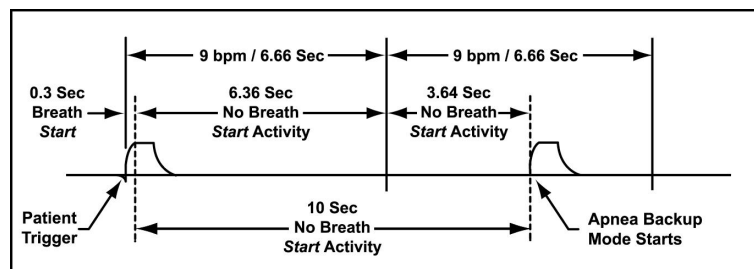 9 bpm / 6.66 Sec
9 bpm / 6.66 Sec
0.3 Sec
Breath
Start
6.36 Sec
No Breath
Start Activity
3.64 Sec
No Breath
Start Activity
Patient
Trigger
10 Sec
No Breath
Start Activity
Apnea Backup
Mode Starts